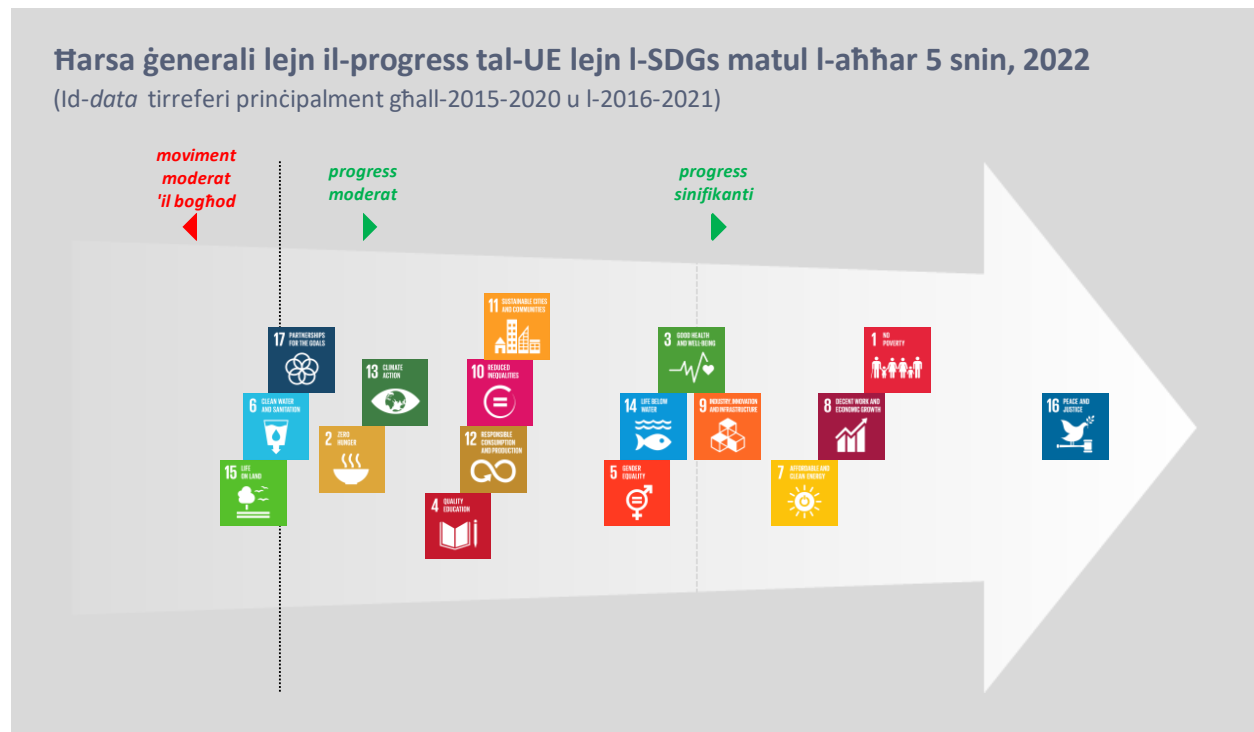 Ħarsa ġenerali lejn il-progress tal-UE lejn l-SDGs matul l-aħħar 5 snin, 2022
(Id-data tirreferi prinċipalment għall-2015-2020 u l-2016-2021)
moviment
moderat
'il bogħod
progress
moderat
progress
sinifikanti
11 SUSTAINABLE CITIES
AND COMMUNITIES
17 PARTNERSHIPS
FOR THE GOALS
3 GOOD HEALTH
AND WELL-BEING
1 NO
POVERTY
13 CLIMATE
ACTION
10 REDUCED
INEQUALITIES
6 CLEAN WATER
AND SANITATION
14 LIFE BELOW
WATER
9 INDUSTRY, INNOVATION
AND INFRASTRUCTURE
8 DECENT WORK AND
ECONOMIC GROWTH
16 PEACE AND
JUSTICE
2 ZERO
HUNGER
12 RESPONSIBLE
CONSUMPTION
AND PRODUCTION
15 LIFE
ON LAND
5 GENDER
EQUALITY
7 AFFORDABLE AND
CLEAN ENERGY
4 QUALITY
EDUCATION